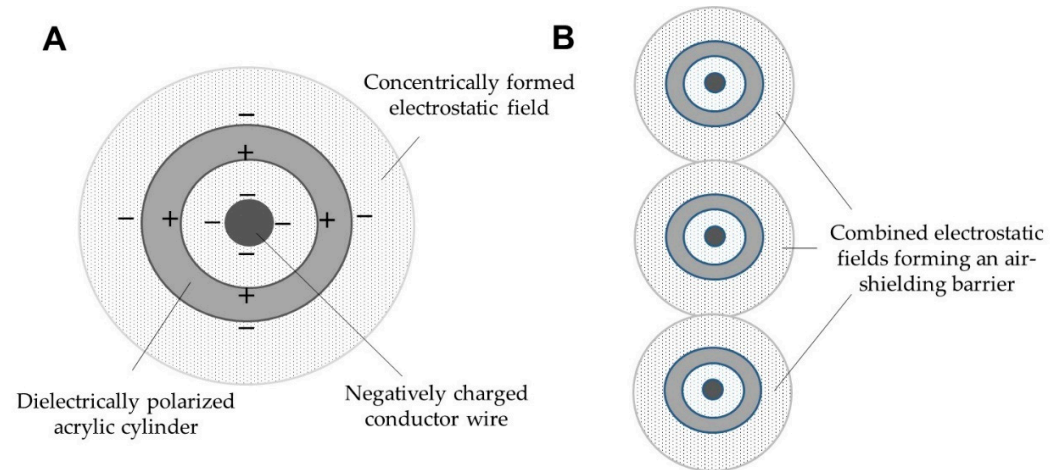 A
Concentrically formed
electrostatic field
−
+
−
− + − − + −
−
+
−
Dielectrically polarized
acrylic cylinder
Negatively charged
conductor wire
B
Combined electrostatic
fields forming an air-
shielding barrier